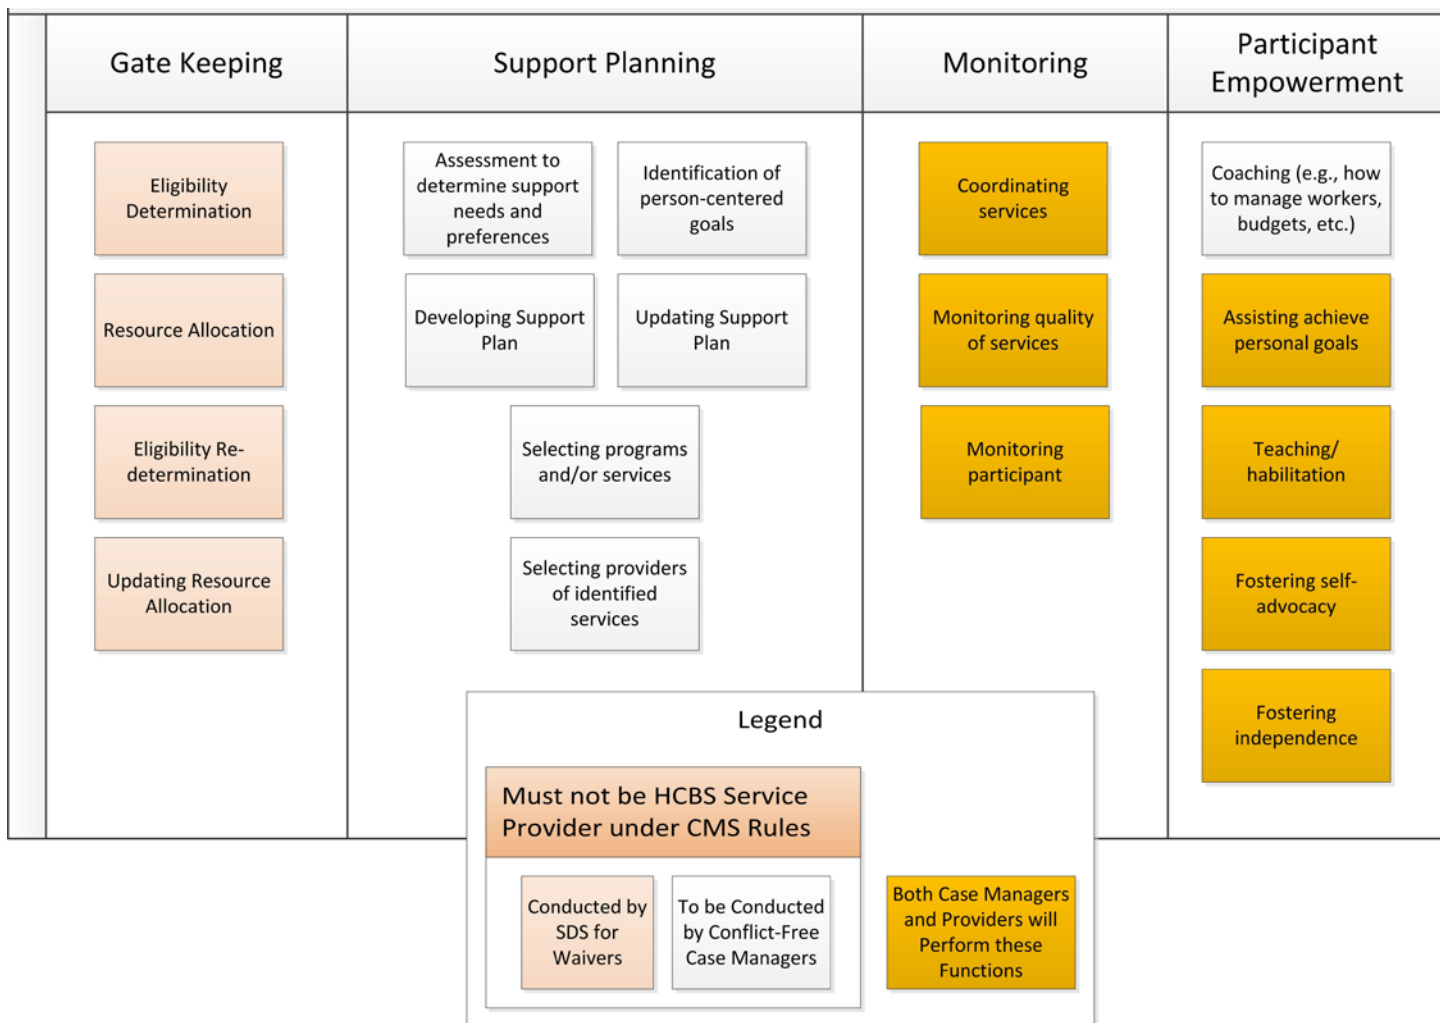 Gate Keeping
Support Planning
Monitoring
Participant
Empowerment
Eligibility
Determination
Resource Allocation
Eligibility Re-
determination
Updating Resource
Allocation
Assessment to
determine support
needs and
preferences
Identification of
person-centered
goals
Developing Support
Plan
Updating Support
Plan
Selecting programs
and/or services
Selecting providers
of identified
services
Coordinating
services
Monitoring quality
of services
Monitoring
participant
Coaching (e.g., how
to manage workers,
budgets, etc.)
Assisting achieve
personal goals
Teaching/
habilitation
Fostering self-
advocacy
Fostering
independence
Legend
Must not be HCBS Service
Provider under CMS Rules
Conducted by
SDS for
Waivers
To be Conducted
by Conflict-Free
Case Managers
Both Case Managers
and Providers will
Perform these
Functions